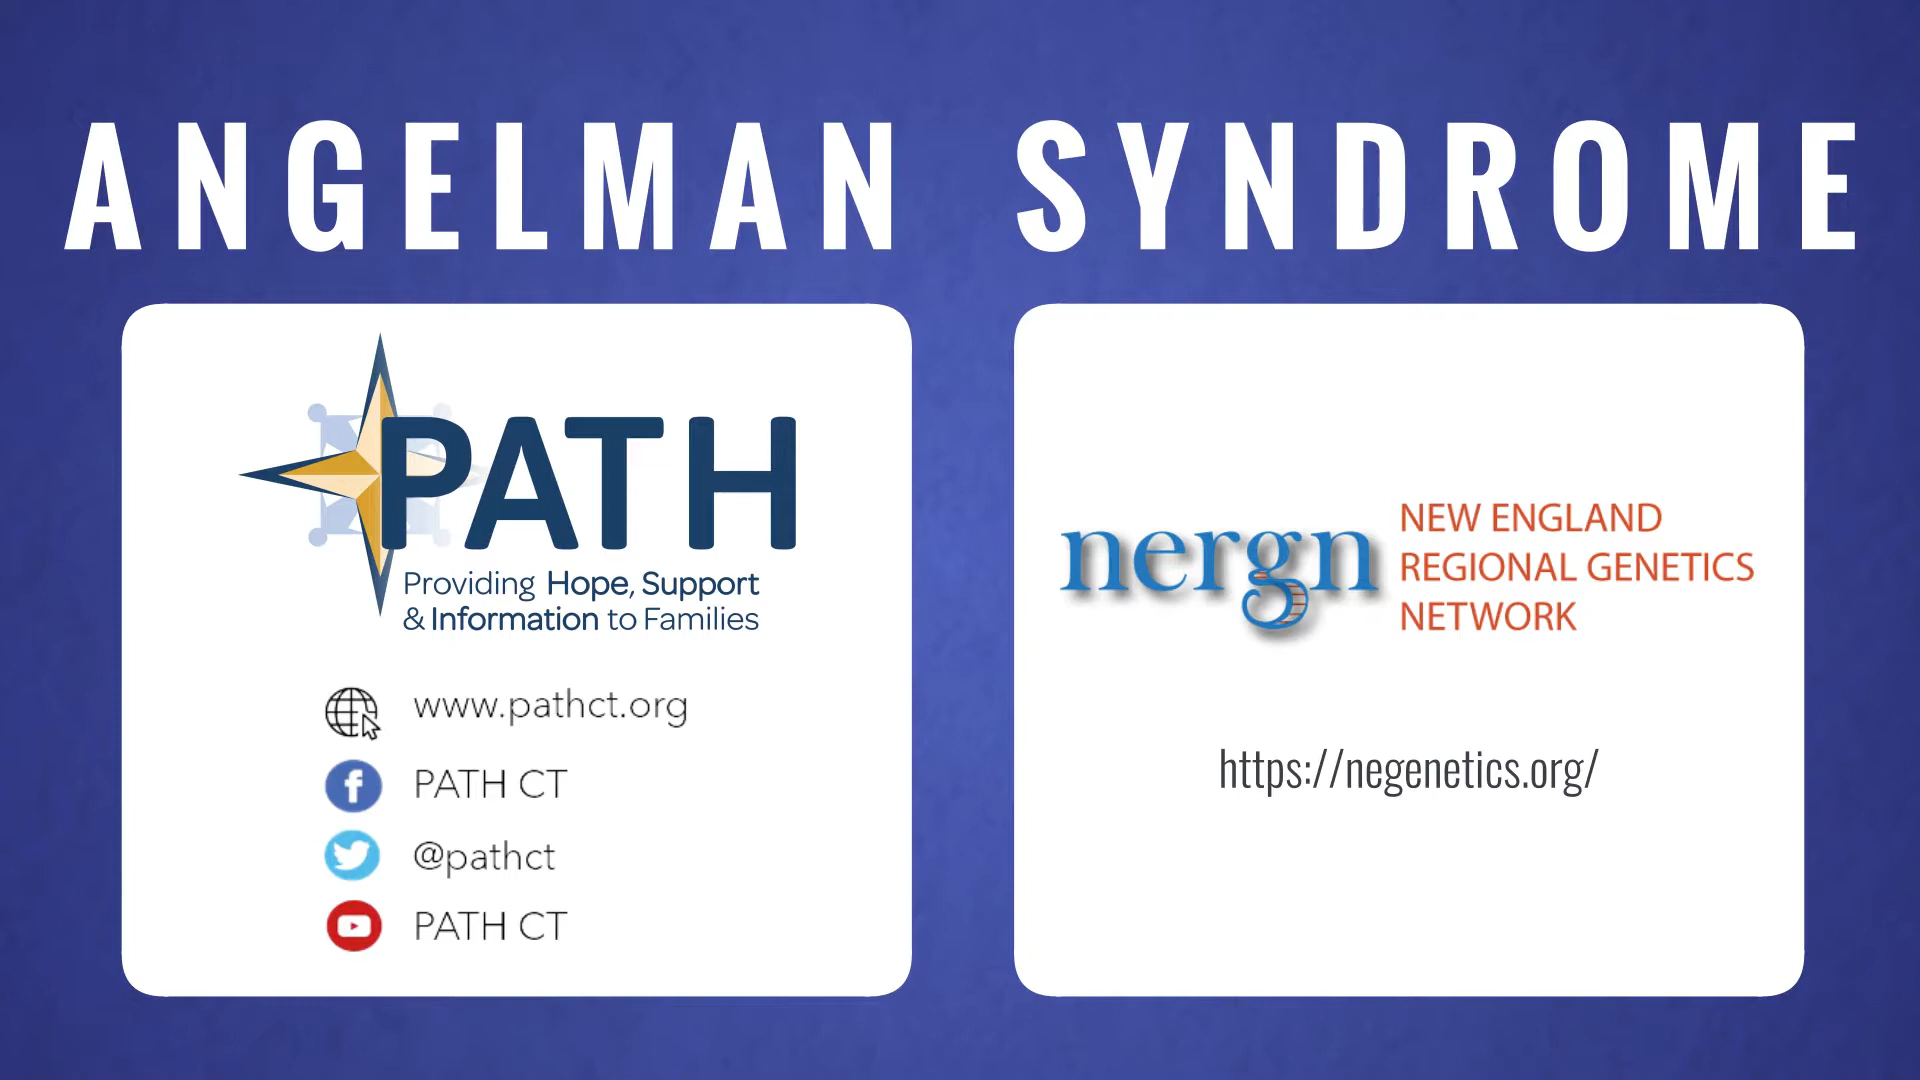 ANGELMAN SYNDROME
PATH
Providing Hope, Support
& Information to Families
www.pathct.org
PATH CT
@pathct
PATH CT
nergn
NEW ENGLAND
REGIONAL GENETICS
NETWORK
https://negenetics.org/